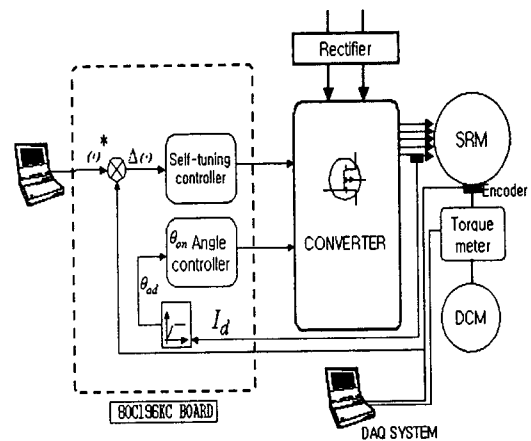 Rectifier
SRM
Encoder
Torque
meter
DCM
CONVERTER
Self-tuning
controller
θon Angle
controller
θad
Id
80C196KC BOARD
DAQ SYSTEM